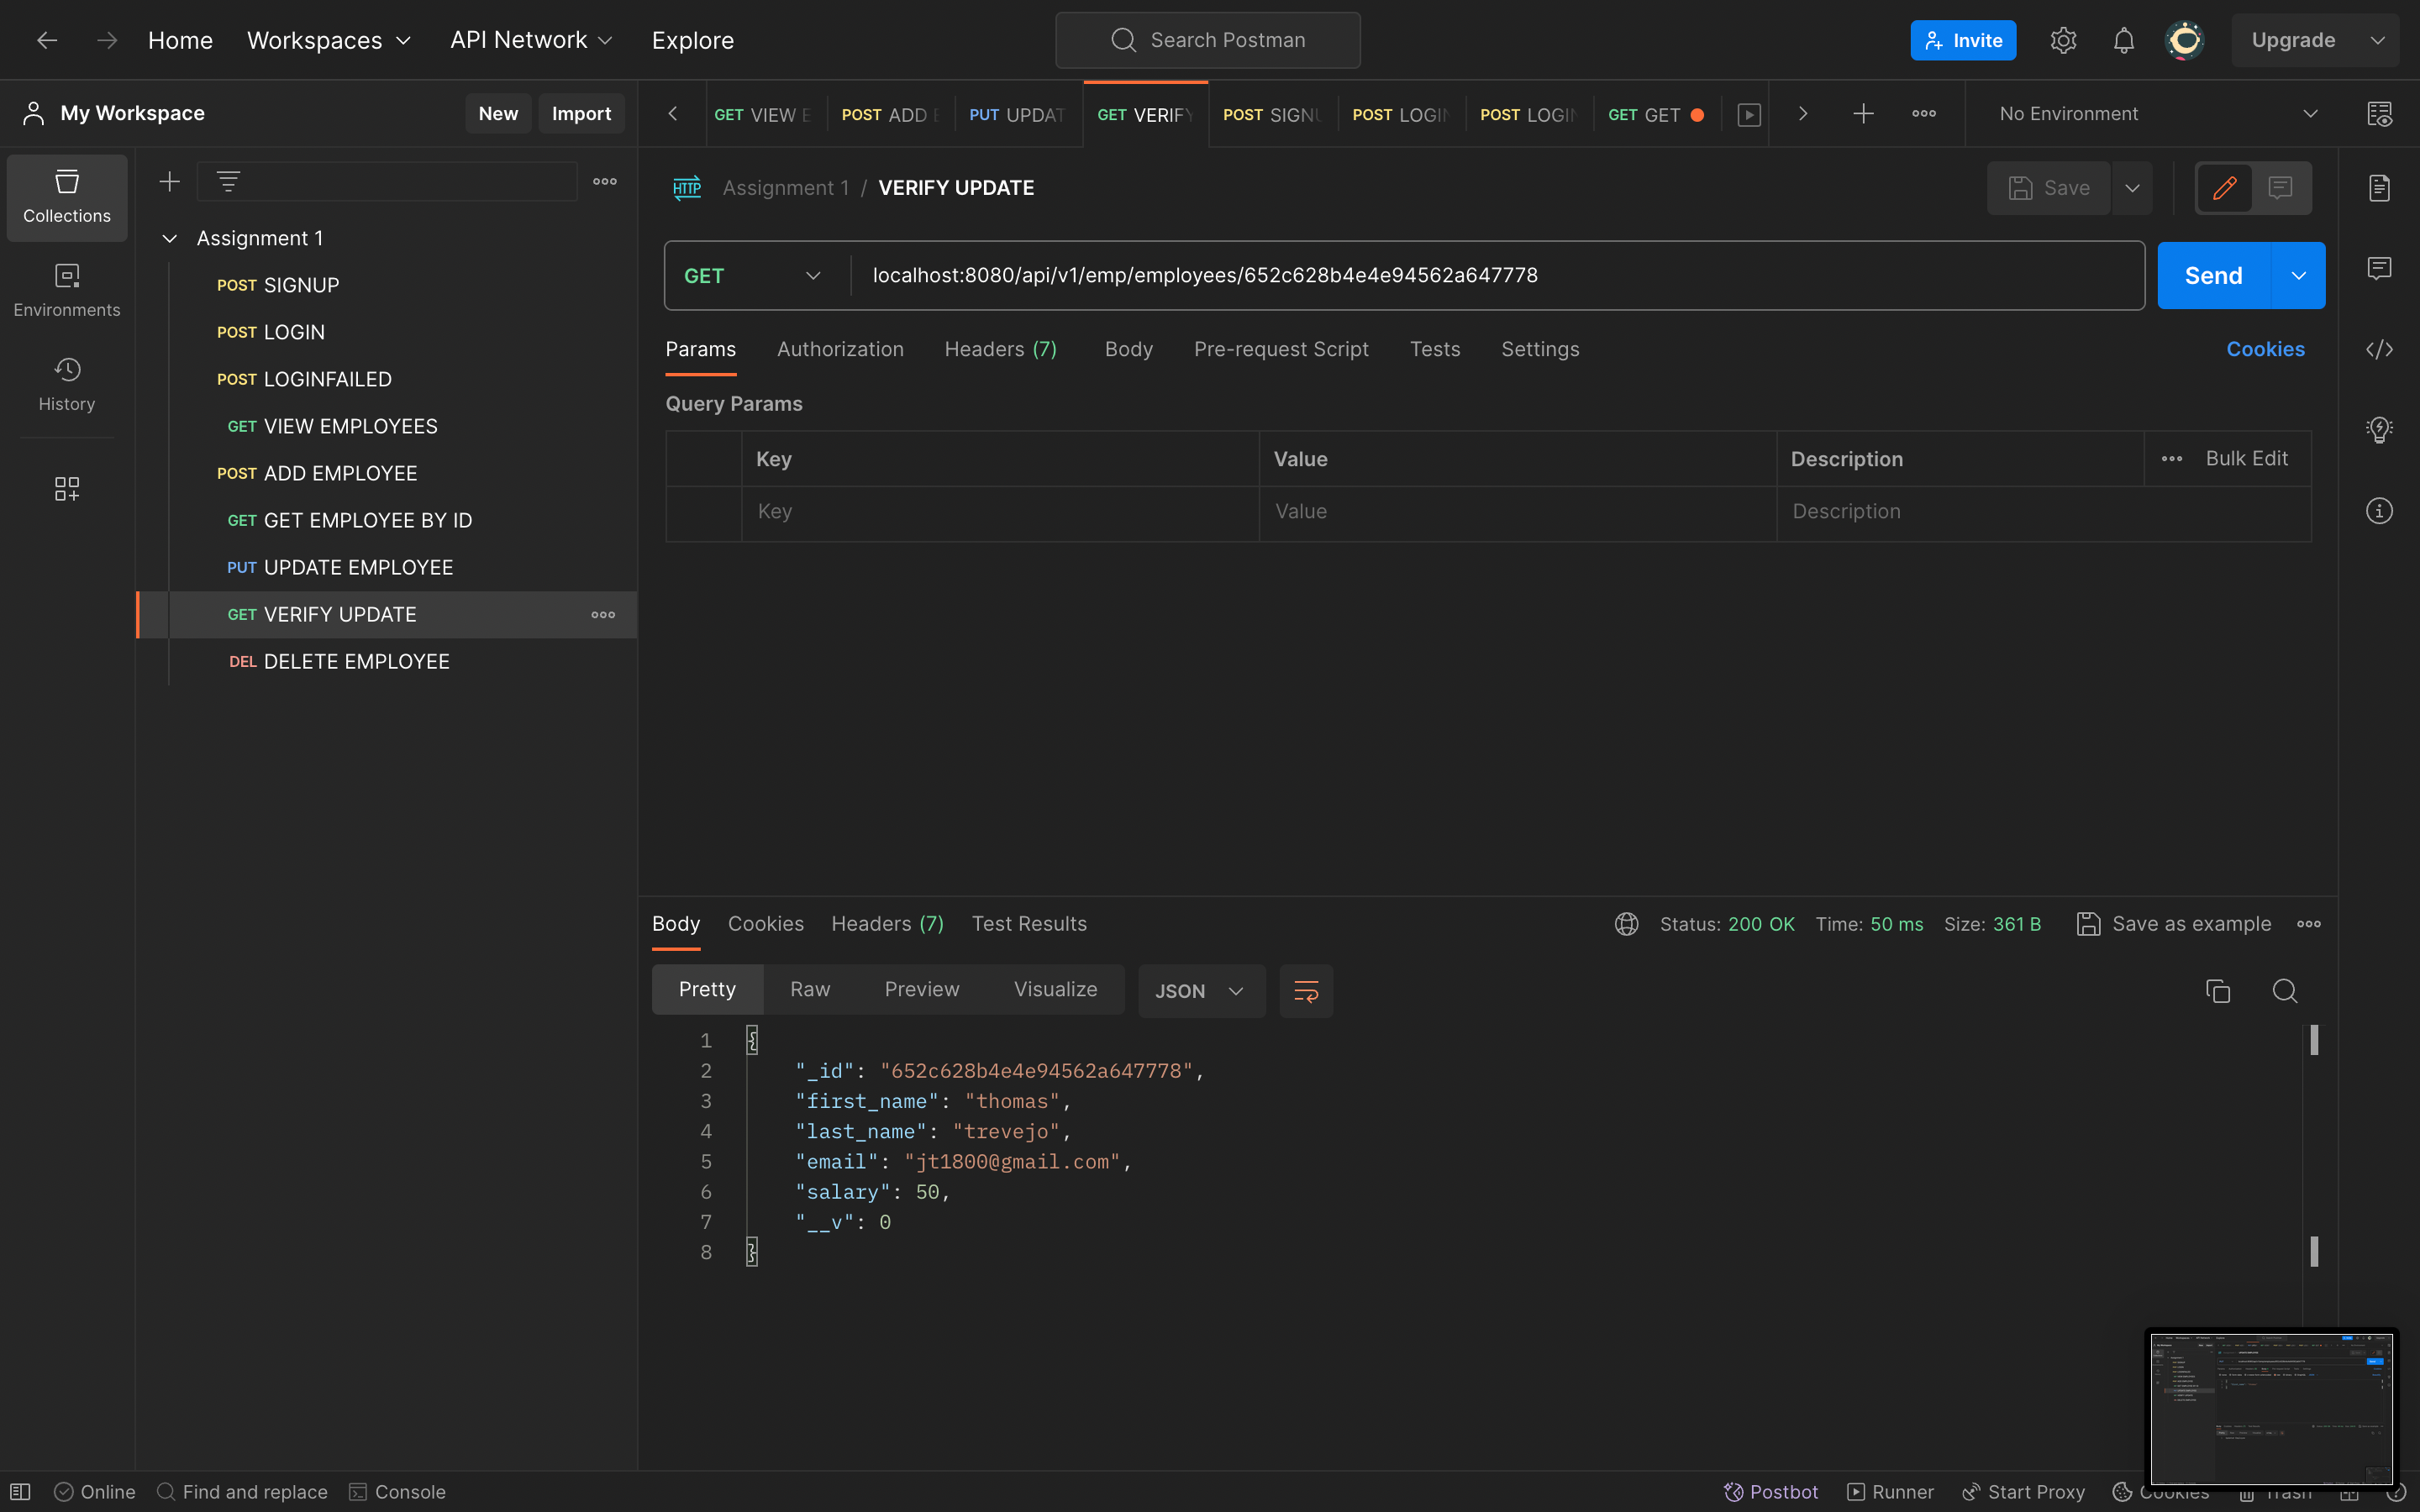 Home Workspaces API Network Explore Search Postman Invite Upgrade
My Workspace New Import
GET VIEW E POST ADD E PUT UPDAT GET VERIFY POST SIGNU POST LOGIN POST LOGIN GET GET No Environment
Collections
Environments
History
Assignment 1
POST SIGNUP
POST LOGIN
POST LOGINFAILED
GET VIEW EMPLOYEES
POST ADD EMPLOYEE
GET GET EMPLOYEE BY ID
PUT UPDATE EMPLOYEE
GET VERIFY UPDATE
DEL DELETE EMPLOYEE
HTTP Assignment 1 / VERIFY UPDATE Save
GET localhost:8080/api/v1/emp/employees/652c628b4e4e94562a647778 Send
Params Authorization Headers (7) Body Pre-request Script Tests Settings Cookies
Query Params
Key Value Description Bulk Edit
Key Value Description
Body Cookies Headers (7) Test Results Status: 200 OK Time: 50 ms Size: 361 B Save as example
Pretty Raw Preview Visualize JSON
1 {
2 "_id": "652c628b4e4e94562a647778",
3 "first_name": "thomas",
4 "last_name": "trevejo",
5 "email": "jt1800@gmail.com",
6 "salary": 50,
7 "__v": 0
8 }
Online Find and replace Console Postbot Runner Start Proxy Cookies Trash